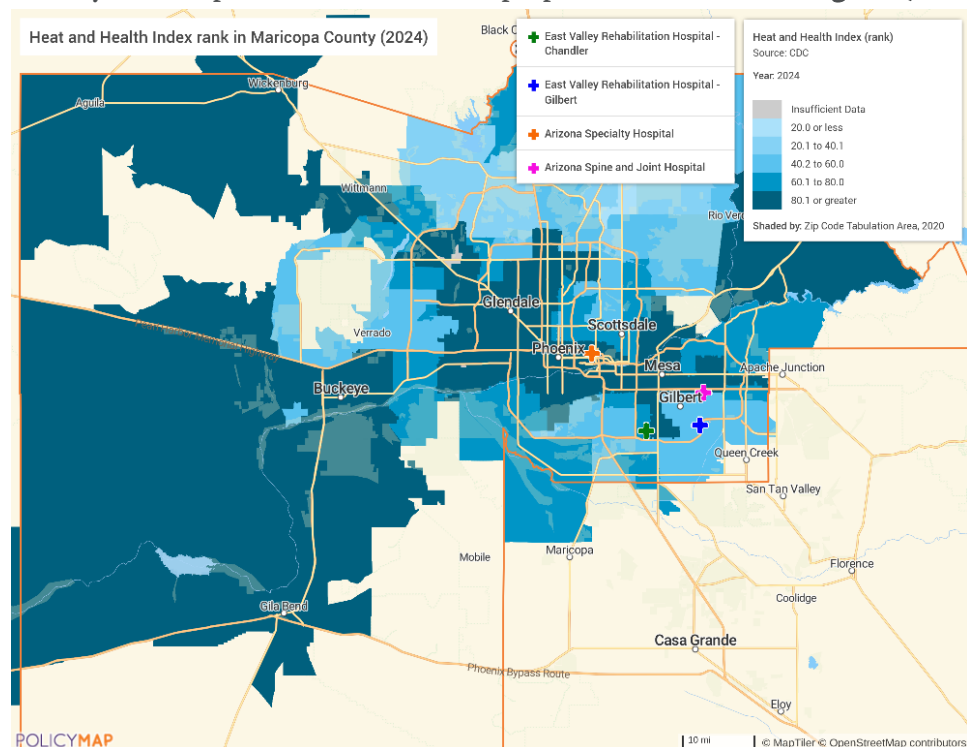 Heat and Health Index rank in Maricopa County (2024)
East Valley Rehabilitation Hospital -
Chandler
East Valley Rehabilitation Hospital -
Gilbert
Arizona Specialty Hospital
Arizona Spine and Joint Hospital
Heat and Health Index (rank)
Source: CDC
Year: 2024
Insufficient Data
20.0 or less
20.1 to 40.1
40.2 to 60.0
60.1 to 80.0
80.1 or greater
Shaded by: Zip Code Tabulation Area, 2020
Black C
Wickenburg
Aguila
Wittmann
Rio Ver
Glendale
Scottsdale
Verrado
Phoenix
Mesa
Apache Junction
Buckeye
Gilbert
Queen Creek
San Tan Valley
Maricopa
Mobile
Florence
Coolidge
Gila Bend
Casa Grande
Phoenix Bypass Route
Eloy
POLICYMAP
10 mi
© MapTiler © OpenStreetMap contributors